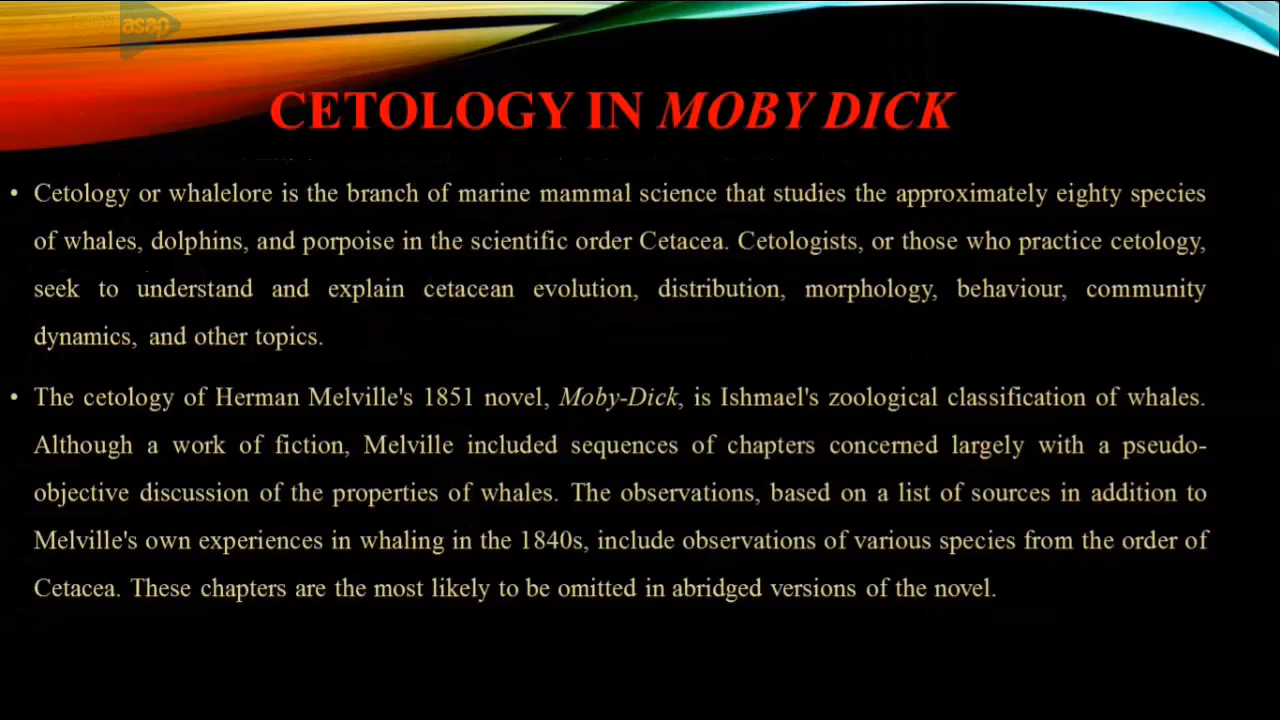 asap
CETOLOGY IN MOBY DICK
• Cetology or whalelore is the branch of marine mammal science that studies the approximately eighty species
of whales, dolphins, and porpoise in the scientific order Cetacea. Cetologists, or those who practice cetology,
seek to understand and explain cetacean evolution, distribution, morphology, behaviour, community
dynamics, and other topics.
• The cetology of Herman Melville's 1851 novel, Moby-Dick, is Ishmael's zoological classification of whales.
Although a work of fiction, Melville included sequences of chapters concerned largely with a pseudo-
objective discussion of the properties of whales. The observations, based on a list of sources in addition to
Melville's own experiences in whaling in the 1840s, include observations of various species from the order of
Cetacea. These chapters are the most likely to be omitted in abridged versions of the novel.